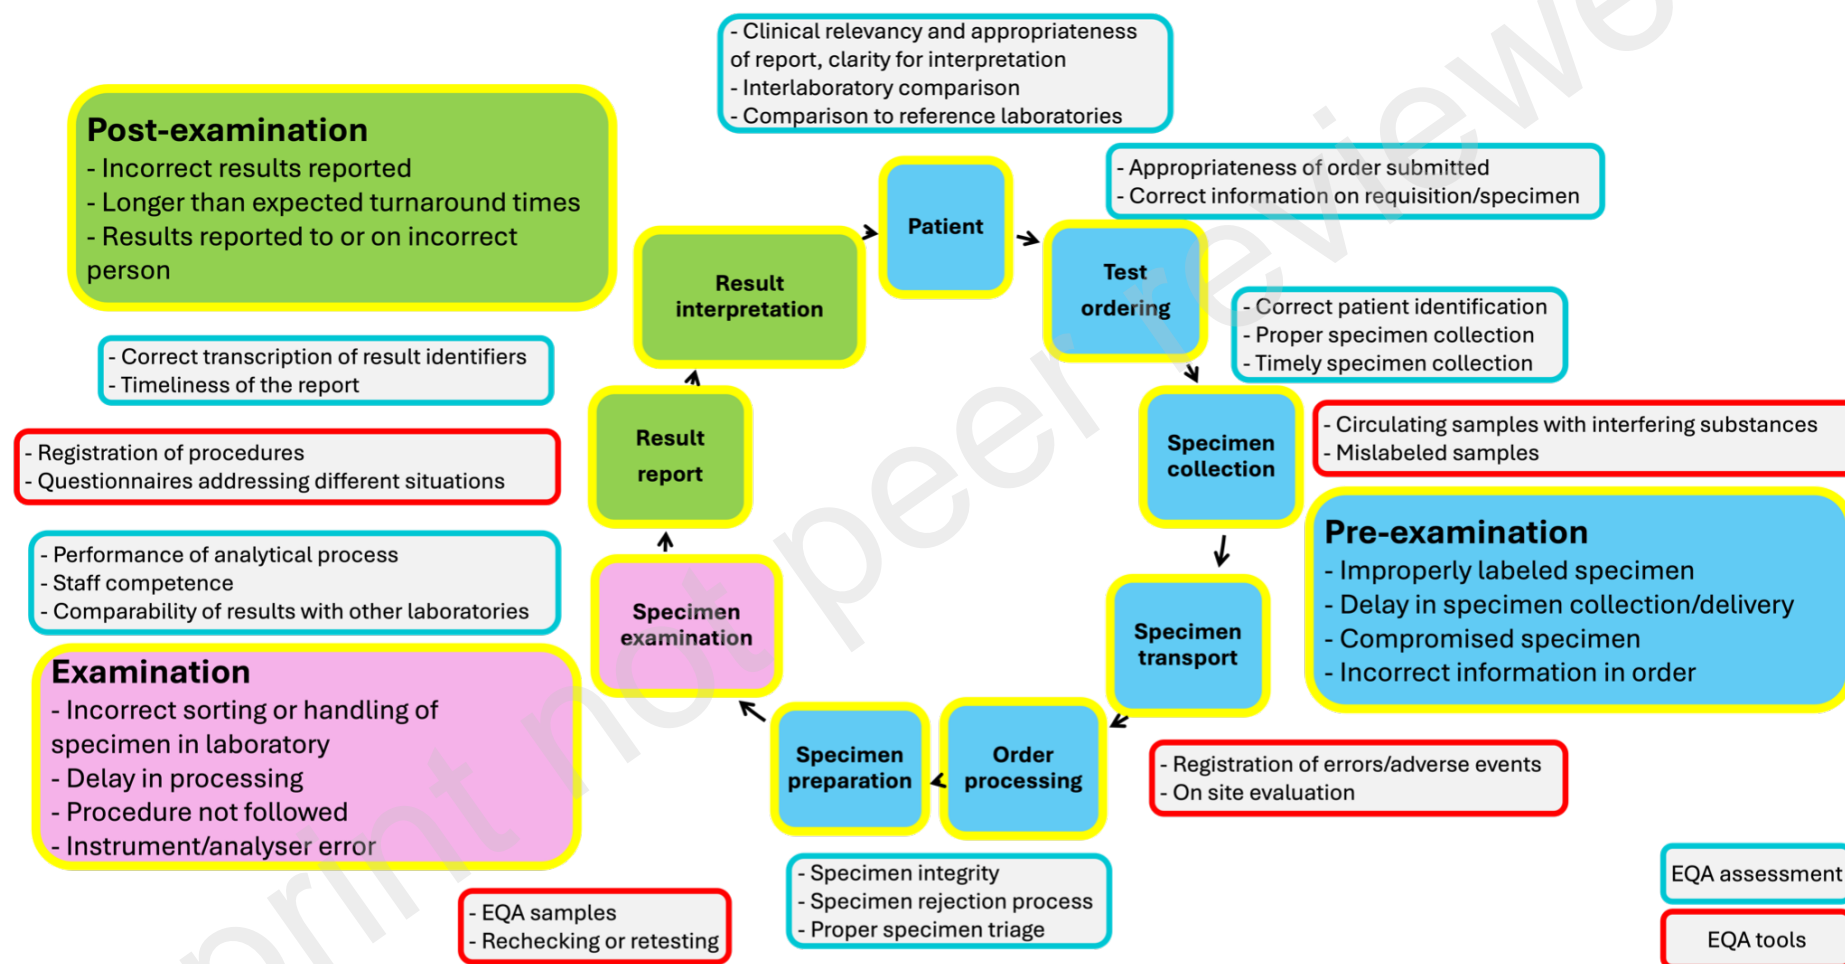 - Clinical relevancy and appropriateness
of report, clarity for interpretation
- Interlaboratory comparison
- Comparison to reference laboratories
Post-examination
- Incorrect results reported
- Longer than expected turnaround times
- Results reported to or on incorrect
person
- Appropriateness of order submitted
- Correct information on requisition/specimen
Patient
Test
ordering
Result
interpretation
- Correct patient identification
- Proper specimen collection
- Timely specimen collection
- Correct transcription of result identifiers
- Timeliness of the report
Result
report
Specimen
collection
- Circulating samples with interfering substances
- Mislabeled samples
- Registration of procedures
- Questionnaires addressing different situations
Pre-examination
- Improperly labeled specimen
- Delay in specimen collection/delivery
- Compromised specimen
- Incorrect information in order
- Performance of analytical process
- Staff competence
- Comparability of results with other laboratories
Specimen
examination
Specimen
transport
Examination
- Incorrect sorting or handling of
specimen in laboratory
- Delay in processing
- Procedure not followed
- Instrument/analyser error
Specimen
preparation
Order
processing
- Registration of errors/adverse events
- On site evaluation
- Specimen integrity
- Specimen rejection process
- Proper specimen triage
- EQA samples
- Rechecking or retesting
EQA assessment
EQA tools
print not peer reviewe